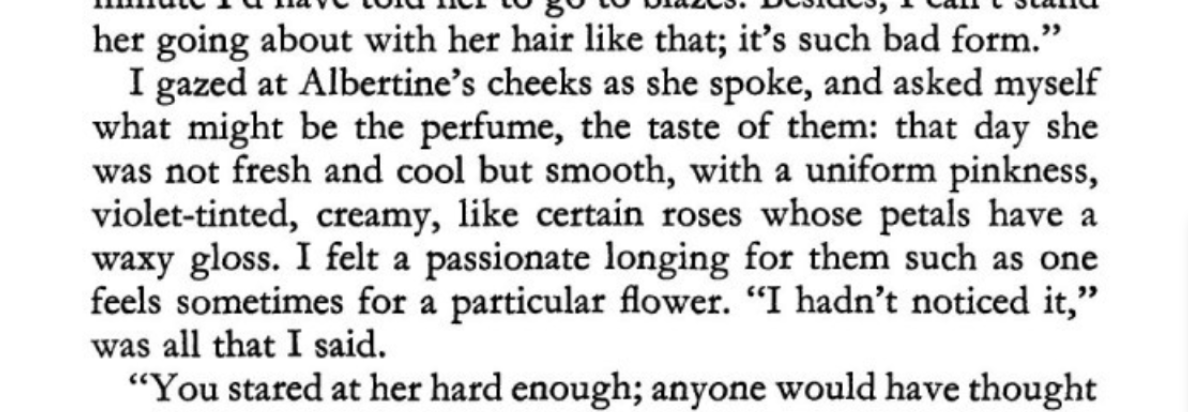 her going about with her hair like that; it's such bad form.”
I gazed at Albertine's cheeks as she spoke, and asked myself
what might be the perfume, the taste of them: that day she
was not fresh and cool but smooth, with a uniform pinkness,
violet-tinted, creamy, like certain roses whose petals have a
waxy gloss. I felt a passionate longing for them such as one
feels sometimes for a particular flower. “I hadn't noticed it,”
was all that I said.
“You stared at her hard enough; anyone would have thought